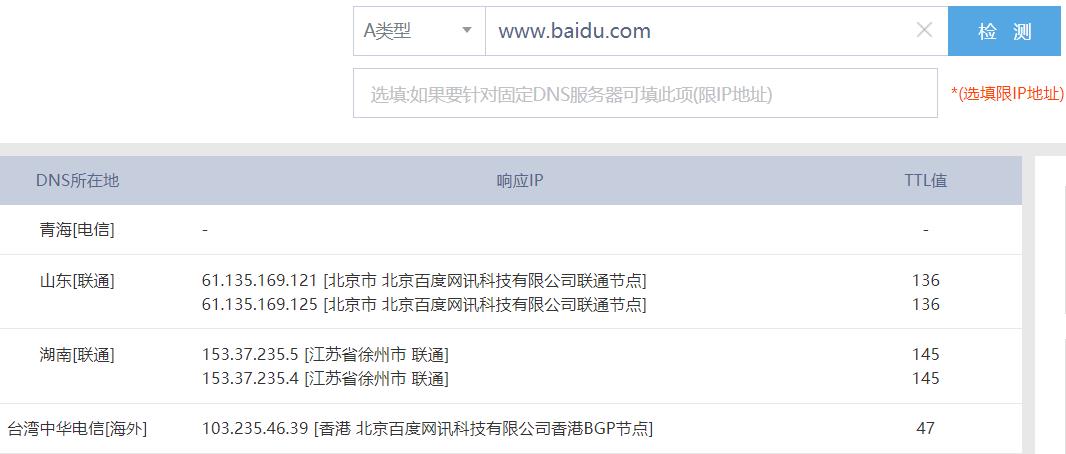 A类型 www.baidu.com 检 测
选填:如果要针对固定DNS服务器可填此项(限IP地址) *(选填限IP地址)
DNS所在地 响应IP TTL值
青海[电信] - -
山东[联通] 61.135.169.121 [北京市 北京百度网讯科技有限公司联通节点] 136
61.135.169.125 [北京市 北京百度网讯科技有限公司联通节点] 136
湖南[联通] 153.37.235.5 [江苏省徐州市 联通] 145
153.37.235.4 [江苏省徐州市 联通] 145
台湾中华电信[海外] 103.235.46.39 [香港 北京百度网讯科技有限公司香港BGP节点] 47